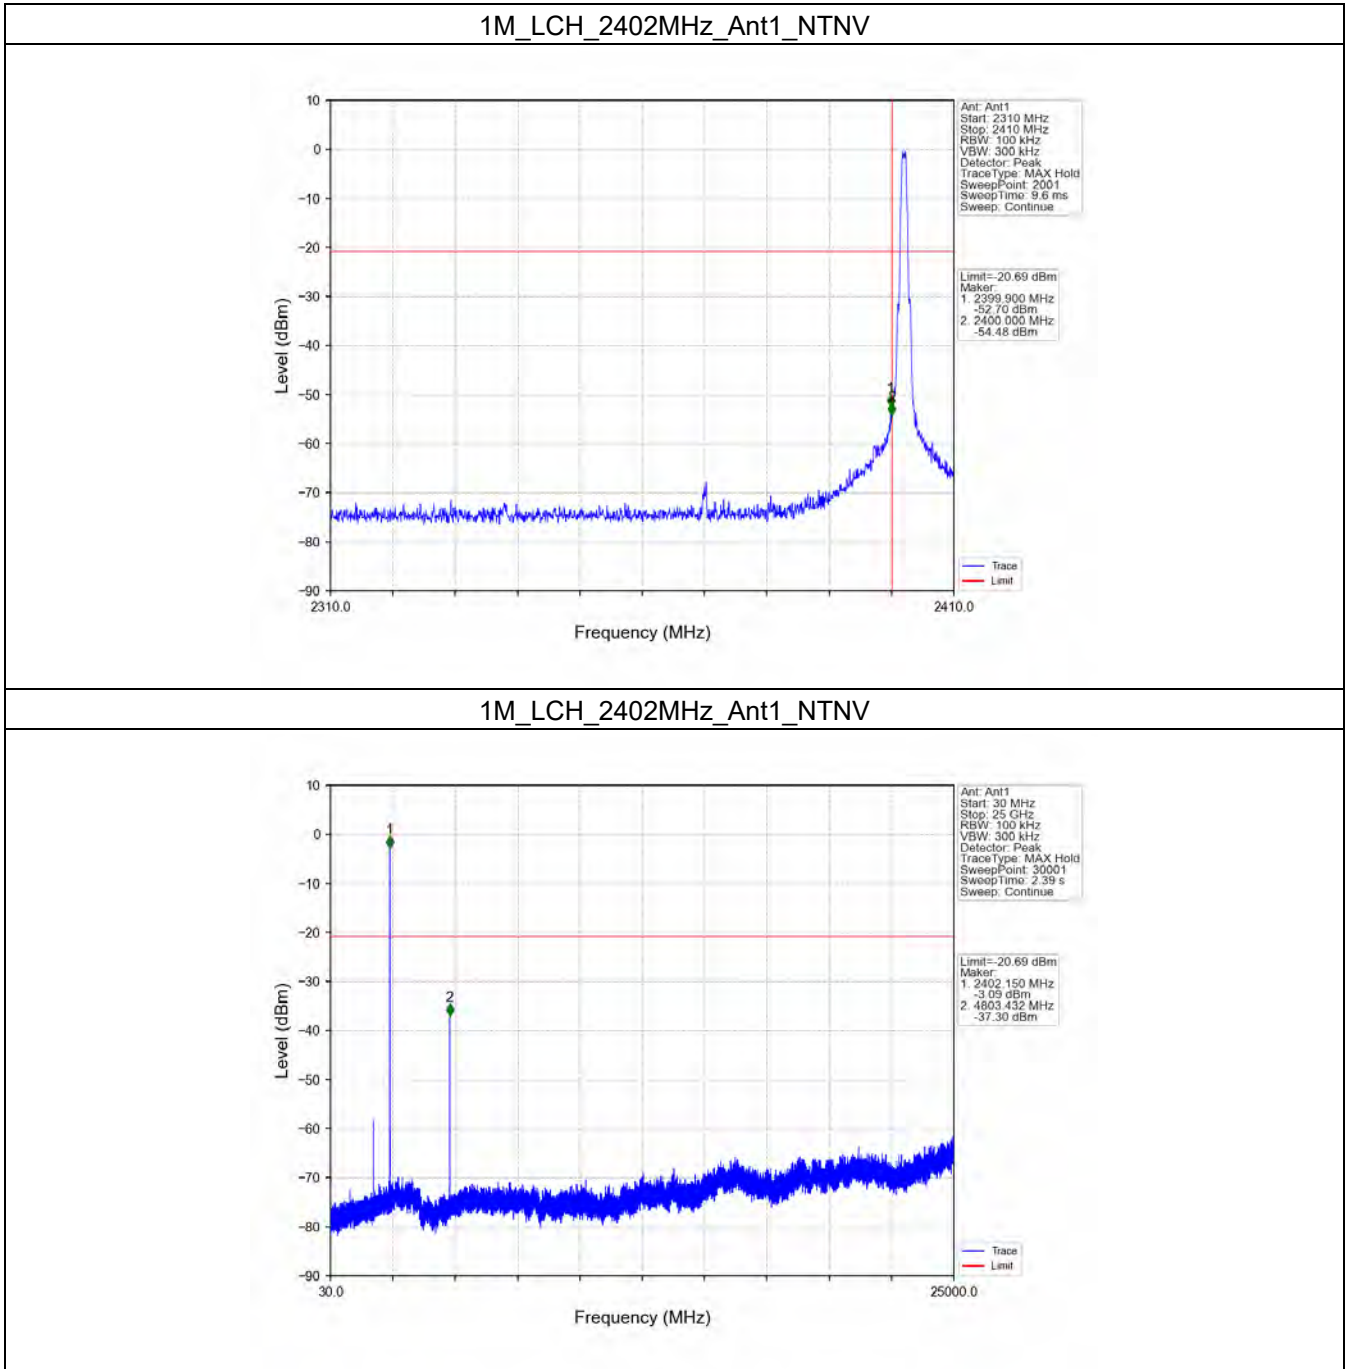 1M_LCH_2402MHz_Ant1_NTNV
10
0
−10
−20
−30
−40
−50
−60
−70
−80
−90
Level (dBm)
1
2
2310.0
2410.0
Frequency (MHz)
Ant: Ant1
Start: 2310 MHz
Stop: 2410 MHz
RBW: 100 kHz
VBW: 300 kHz
Detector: Peak
TraceType: MAX Hold
SweepPoint: 2001
SweepTime: 9.6 ms
Sweep: Continue
Limit=-20.69 dBm
Maker:
1. 2399.900 MHz
-52.70 dBm
2. 2400.000 MHz
-54.48 dBm
Trace
Limit
1M_LCH_2402MHz_Ant1_NTNV
10
0
−10
−20
−30
−40
−50
−60
−70
−80
−90
Level (dBm)
1
2
30.0
25000.0
Frequency (MHz)
Ant: Ant1
Start: 30 MHz
Stop: 25 GHz
RBW: 100 kHz
VBW: 300 kHz
Detector: Peak
TraceType: MAX Hold
SweepPoint: 30001
SweepTime: 2.39 s
Sweep: Continue
Limit=-20.69 dBm
Maker:
1. 2402.150 MHz
-3.09 dBm
2. 4803.432 MHz
-37.30 dBm
Trace
Limit